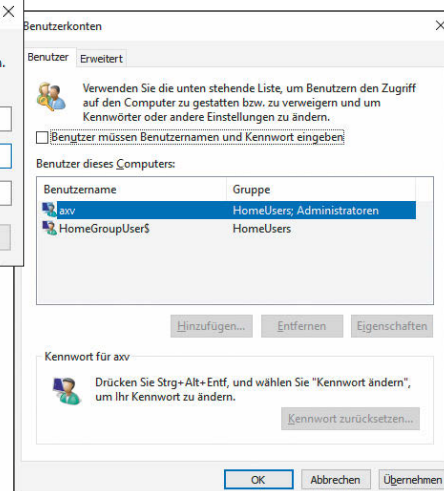 Benutzerkonten
Benutzer Erweitert
n.
Verwenden Sie die unten stehende Liste, um Benutzern den Zugriff
auf den Computer zu gestatten bzw. zu verweigern und um
Kennwörter oder andere Einstellungen zu ändern.
Benutzer müssen Benutzernamen und Kennwort eingeben
Benutzer dieses Computers:
Benutzername Gruppe
axv HomeUsers; Administratoren
HomeGroupUser$ HomeUsers
Hinzufügen... Entfernen Eigenschaften
Kennwort für axv
Drücken Sie Strg+Alt+Entf, und wählen Sie "Kennwort ändern",
um Ihr Kennwort zu ändern.
Kennwort zurücksetzen...
OK Abbrechen Übernehmen